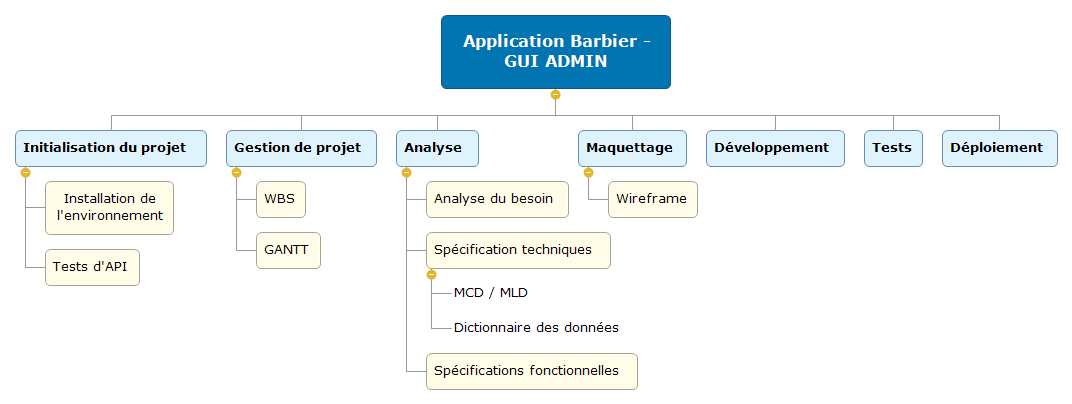 Application Barbier -
GUI ADMIN
Initialisation du projet
Gestion de projet
Analyse
Maquettage
Développement
Tests
Déploiement
Installation de
l'environnement
Tests d'API
WBS
GANTT
Analyse du besoin
Spécification techniques
MCD / MLD
Dictionnaire des données
Spécifications fonctionnelles
Wireframe